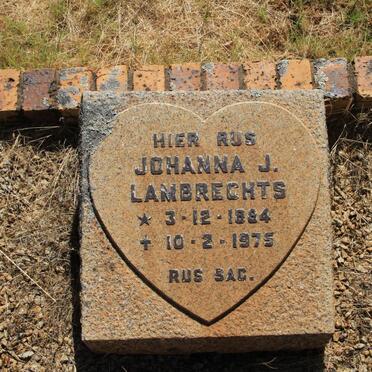 HIER RUS
JOHANNA J.
LAMBRECHTS
* 3-12-1884
✝ 10-2-1975
RUS SAG.